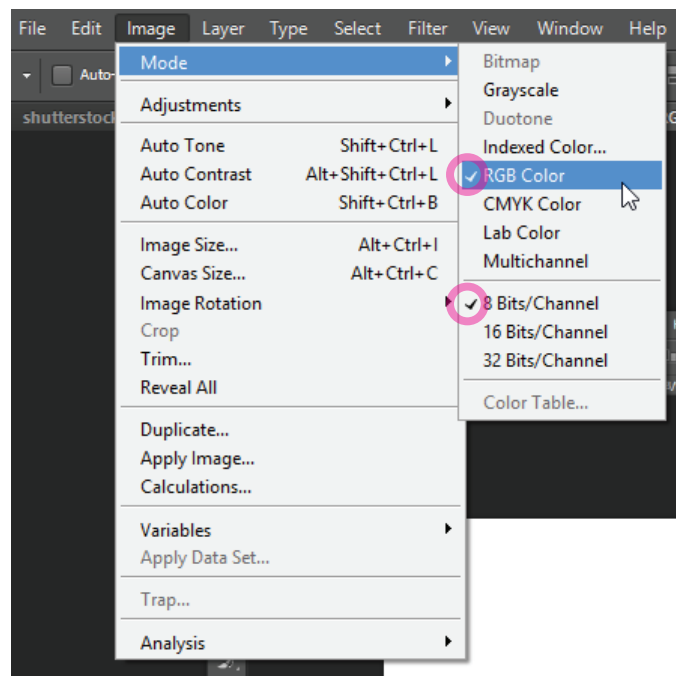 File Edit Image Layer Type Select Filter View Window Help
Auto-
shutterstock
Mode
Adjustments
Auto Tone Shift+Ctrl+L
Auto Contrast Alt+Shift+Ctrl+L
Auto Color Shift+Ctrl+B
Image Size... Alt+Ctrl+I
Canvas Size... Alt+Ctrl+C
Image Rotation
Crop
Trim...
Reveal All
Duplicate...
Apply Image...
Calculations...
Variables
Apply Data Set...
Trap...
Analysis
Bitmap
Grayscale
Duotone
Indexed Color...
RGB Color
CMYK Color
Lab Color
Multichannel
8 Bits/Channel
16 Bits/Channel
32 Bits/Channel
Color Table...